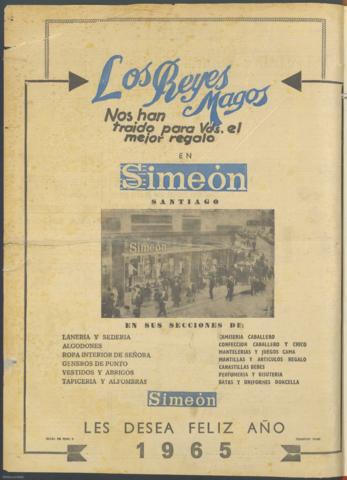 Los Reyes
Magos
Nos han
traido para Vds. el
mejor regalo
EN
Simeón
SANTIAGO
Simeón
EN SUS SECCIONES DE:
LANERIA Y SEDERIA
ALGODONES
ROPA INTERIOR DE SEÑORA
GENEROS DE PUNTO
VESTIDOS Y ABRIGOS
TAPICERIA Y ALFOMBRAS
CAMISERIA CABALLERO
CONFECCION CABALLERO Y CHICO
MANTELERIAS Y JUEGOS CAMA
MANTILLAS Y ARTICULOS REGALO
CANASTILLAS BEBES
PERFUMERIA Y BISUTERIA
BATAS Y UNIFORMES DONCELLA
Simeón
LES DESEA FELIZ AÑO
1965